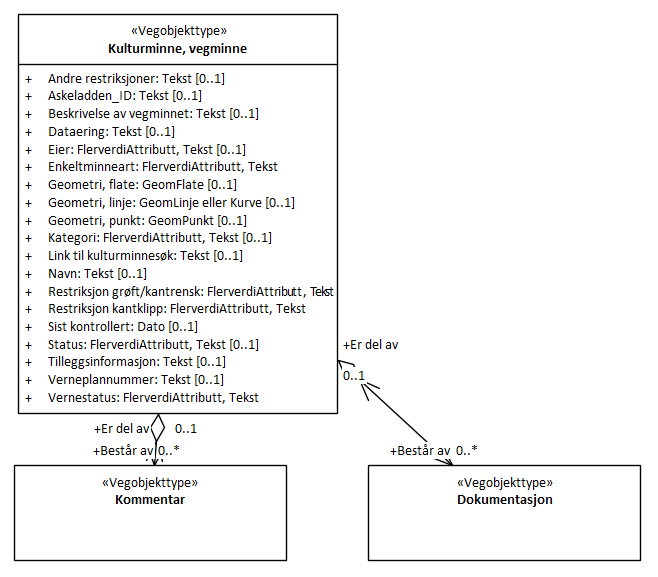 «Vegobjekttype»
Kulturminne, vegminne
+ Andre restriksjoner: Tekst [0..1]
+ Askeladden_ID: Tekst [0..1]
+ Beskrivelse av vegminnet: Tekst [0..1]
+ Dataering: Tekst [0..1]
+ Eier: FlerverdiAttributt, Tekst [0..1]
+ Enkeltminneart: FlerverdiAttributt, Tekst
+ Geometri, flate: GeomFlate [0..1]
+ Geometri, linje: GeomLinje eller Kurve [0..1]
+ Geometri, punkt: GeomPunkt [0..1]
+ Kategori: FlerverdiAttributt, Tekst [0..1]
+ Link til kulturminnesøk: Tekst [0..1]
+ Navn: Tekst [0..1]
+ Restriksjon grøft/kantrensk: FlerverdiAttributt, Tekst
+ Restriksjon kantklipp: FlerverdiAttributt, Tekst
+ Sist kontrollert: Dato [0..1]
+ Status: FlerverdiAttributt, Tekst [0..1]
+ Tilleggsinformasjon: Tekst [0..1]
+ Verneplannummer: Tekst [0..1]
+ Vernestatus: FlerverdiAttributt, Tekst
+Er del av
0..1
+Er del av 0..1
+Består av 0..*
+Består av 0..*
«Vegobjekttype»
Kommentar
«Vegobjekttype»
Dokumentasjon